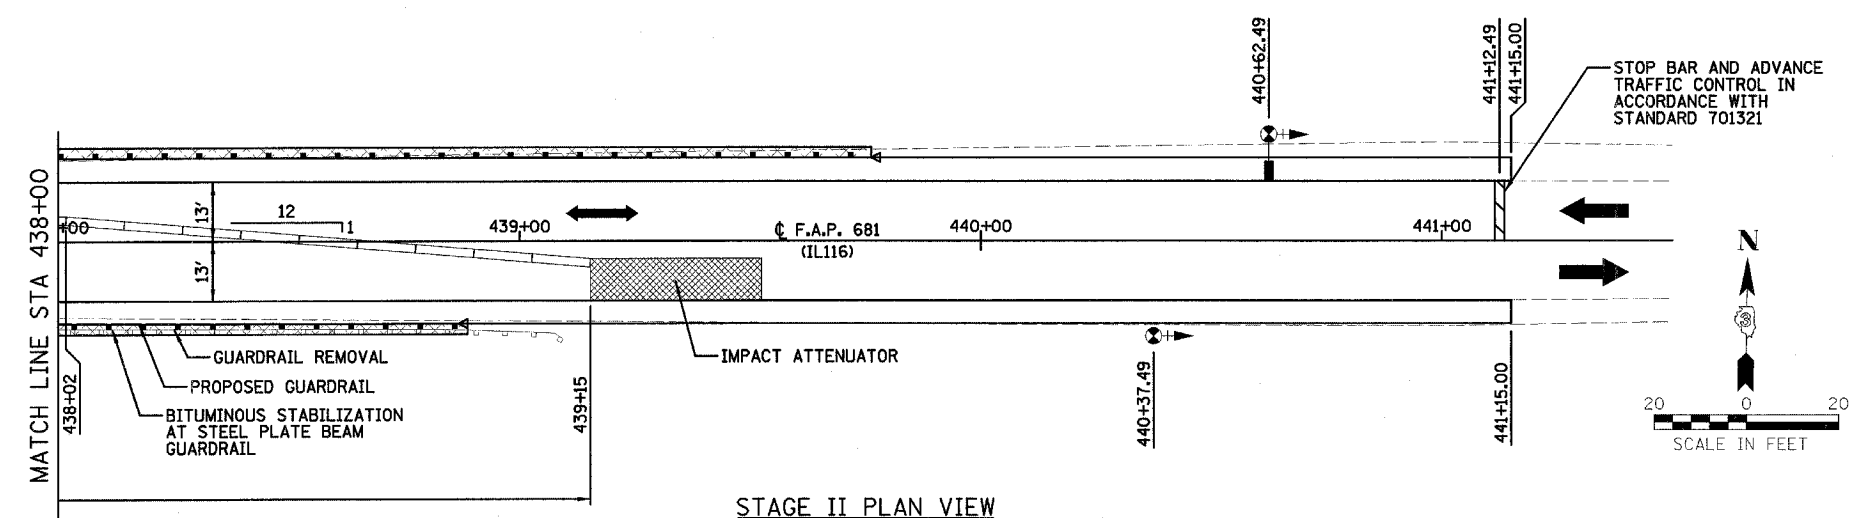 MATCH LINE STA 438+00
440+62.49
441+12.49
441+15.00
STOP BAR AND ADVANCE
TRAFFIC CONTROL IN
ACCORDANCE WITH
STANDARD 701321
13'
12
1
+00
439+00
℄ F.A.P. 681
(IL116)
440+00
441+00
13'
N
3
GUARDRAIL REMOVAL
PROPOSED GUARDRAIL
BITUMINOUS STABILIZATION
AT STEEL PLATE BEAM
GUARDRAIL
438+02
439+15
IMPACT ATTENUATOR
440+37.49
441+15.00
20 0 20
SCALE IN FEET
STAGE II PLAN VIEW